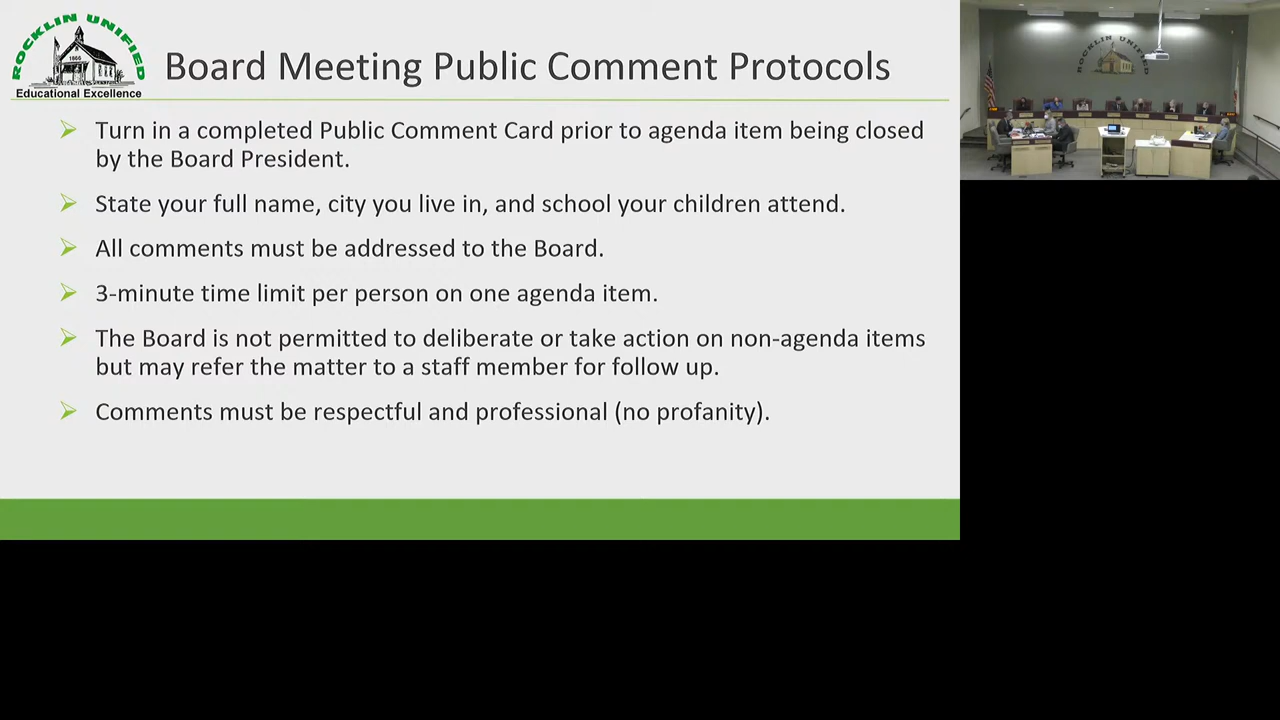 ROCKLIN UNIFIED
1866
Educational Excellence
Board Meeting Public Comment Protocols
Turn in a completed Public Comment Card prior to agenda item being closed
by the Board President.
State your full name, city you live in, and school your children attend.
All comments must be addressed to the Board.
3-minute time limit per person on one agenda item.
The Board is not permitted to deliberate or take action on non-agenda items
but may refer the matter to a staff member for follow up.
Comments must be respectful and professional (no profanity).
ROCKLIN UNIFIED